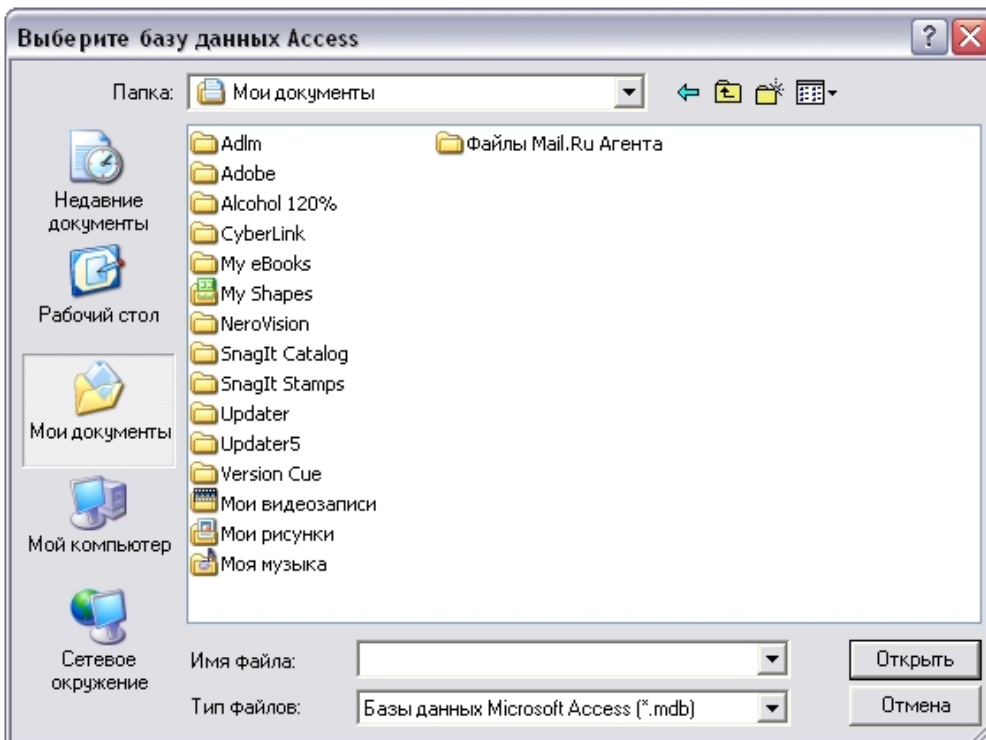 Выберите базу данных Access
Папка: Мои документы
Недавние
документы
Рабочий стол
Мои документы
Мой компьютер
Сетевое
окружение
Adlm
Adobe
Alcohol 120%
CyberLink
My eBooks
My Shapes
NeroVision
SnagIt Catalog
SnagIt Stamps
Updater
Updater5
Version Cue
Мои видеозаписи
Мои рисунки
Моя музыка
Файлы Mail.Ru Агента
Имя файла:
Открыть
Тип файлов: Базы данных Microsoft Access (*.mdb)
Отмена